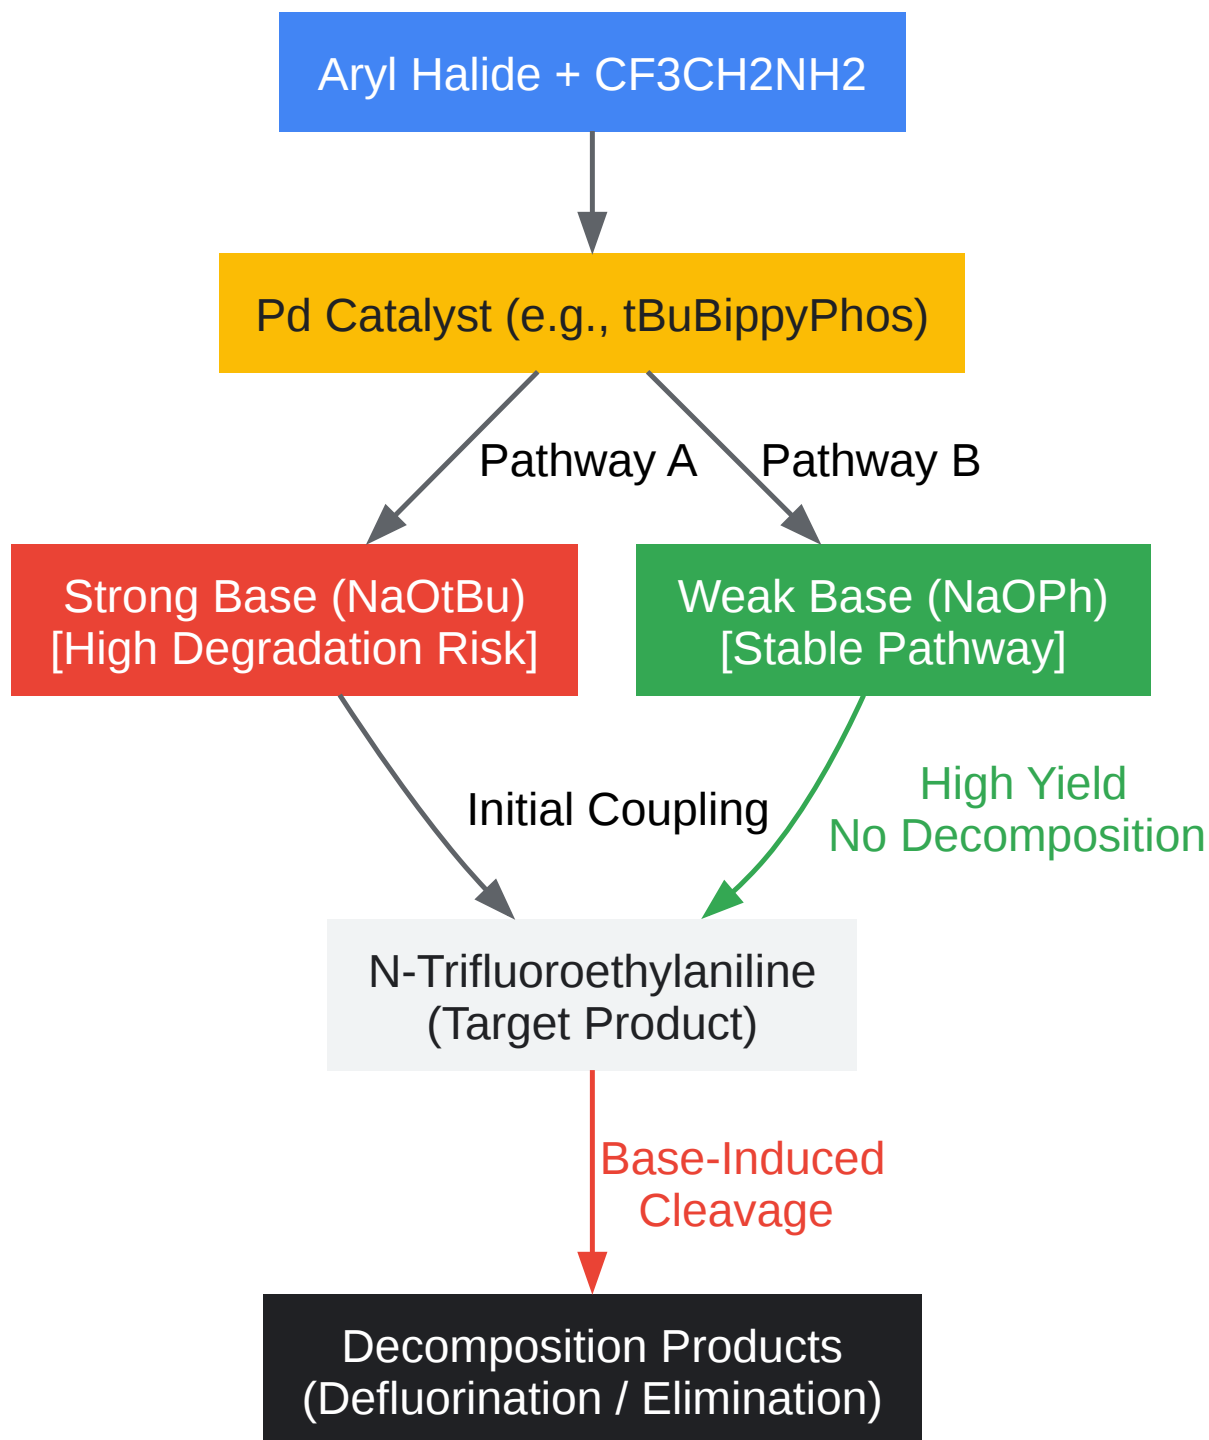 Aryl Halide + CF3CH2NH2
Pd Catalyst (e.g., tBuBippyPhos)
Pathway A
Pathway B
Strong Base (NaOtBu)
[High Degradation Risk]
Weak Base (NaOPh)
[Stable Pathway]
Initial Coupling
High Yield
No Decomposition
N-Trifluoroethylaniline
(Target Product)
Base-Induced
Cleavage
Decomposition Products
(Defluorination / Elimination)